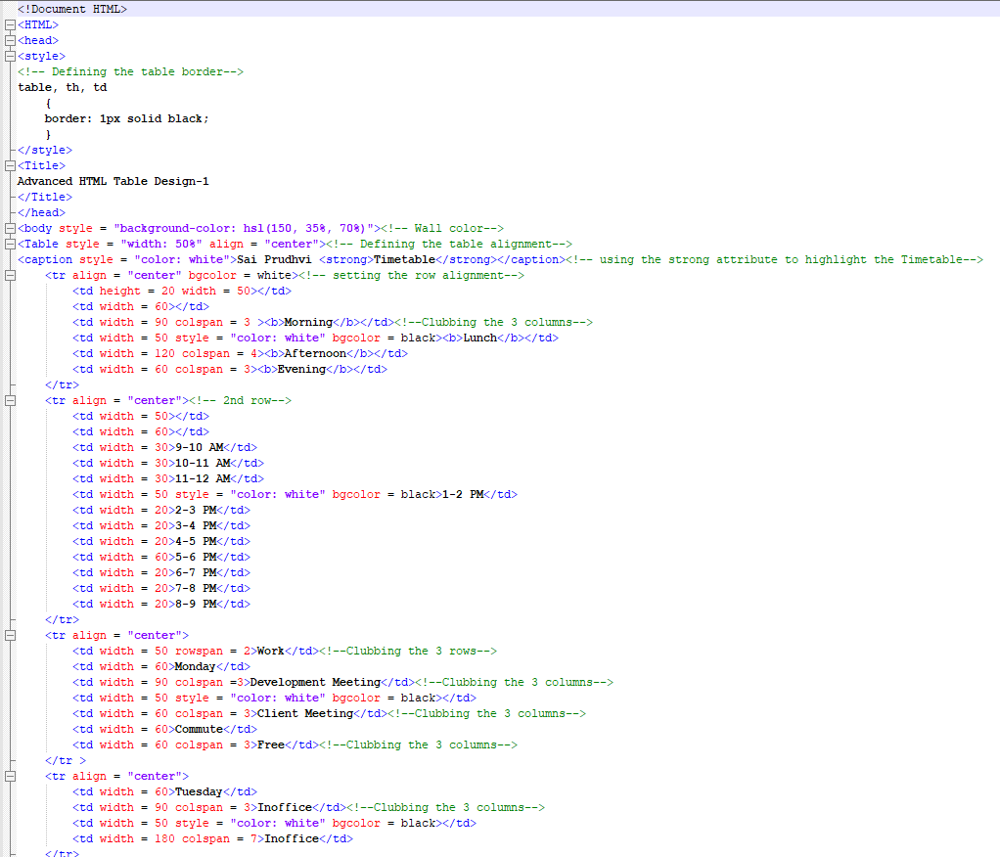 <!Document HTML>
<HTML>
<head>
<style>
<!-- Defining the table border-->
table, th, td
    {
    border: 1px solid black;
    }
</style>
<Title>
Advanced HTML Table Design-1
</Title>
</head>
<body style = "background-color: hsl(150, 35%, 70%)"><!-- Wall color-->
<Table style = "width: 50%" align = "center"><!-- Defining the table alignment-->
<caption style = "color: white">Sai Prudhvi <strong>Timetable</strong></caption><!-- using the strong attribute to highlight the Timetable-->
    <tr align = "center" bgcolor = white><!-- setting the row alignment-->
        <td height = 20 width = 50></td>
        <td width = 60></td>
        <td width = 90 colspan = 3 ><b>Morning</b></td><!--Clubbing the 3 columns-->
        <td width = 50 style = "color: white" bgcolor = black><b>Lunch</b></td>
        <td width = 120 colspan = 4><b>Afternoon</b></td>
        <td width = 60 colspan = 3><b>Evening</b></td>
    </tr>
    <tr align = "center"><!-- 2nd row-->
        <td width = 50></td>
        <td width = 60></td>
        <td width = 30>9-10 AM</td>
        <td width = 30>10-11 AM</td>
        <td width = 30>11-12 AM</td>
        <td width = 50 style = "color: white" bgcolor = black>1-2 PM</td>
        <td width = 20>2-3 PM</td>
        <td width = 20>3-4 PM</td>
        <td width = 20>4-5 PM</td>
        <td width = 60>5-6 PM</td>
        <td width = 20>6-7 PM</td>
        <td width = 20>7-8 PM</td>
        <td width = 20>8-9 PM</td>
    </tr>
    <tr align = "center">
        <td width = 50 rowspan = 2>Work</td><!--Clubbing the 3 rows-->
        <td width = 60>Monday</td>
        <td width = 90 colspan =3>Development Meeting</td><!--Clubbing the 3 columns-->
        <td width = 50 style = "color: white" bgcolor = black></td>
        <td width = 60 colspan = 3>Client Meeting</td><!--Clubbing the 3 columns-->
        <td width = 60>Commute</td>
        <td width = 60 colspan = 3>Free</td><!--Clubbing the 3 columns-->
    </tr >
    <tr align = "center">
        <td width = 60>Tuesday</td>
        <td width = 90 colspan = 3>Inoffice</td><!--Clubbing the 3 columns-->
        <td width = 50 style = "color: white" bgcolor = black></td>
        <td width = 180 colspan = 7>Inoffice</td>
    </tr>